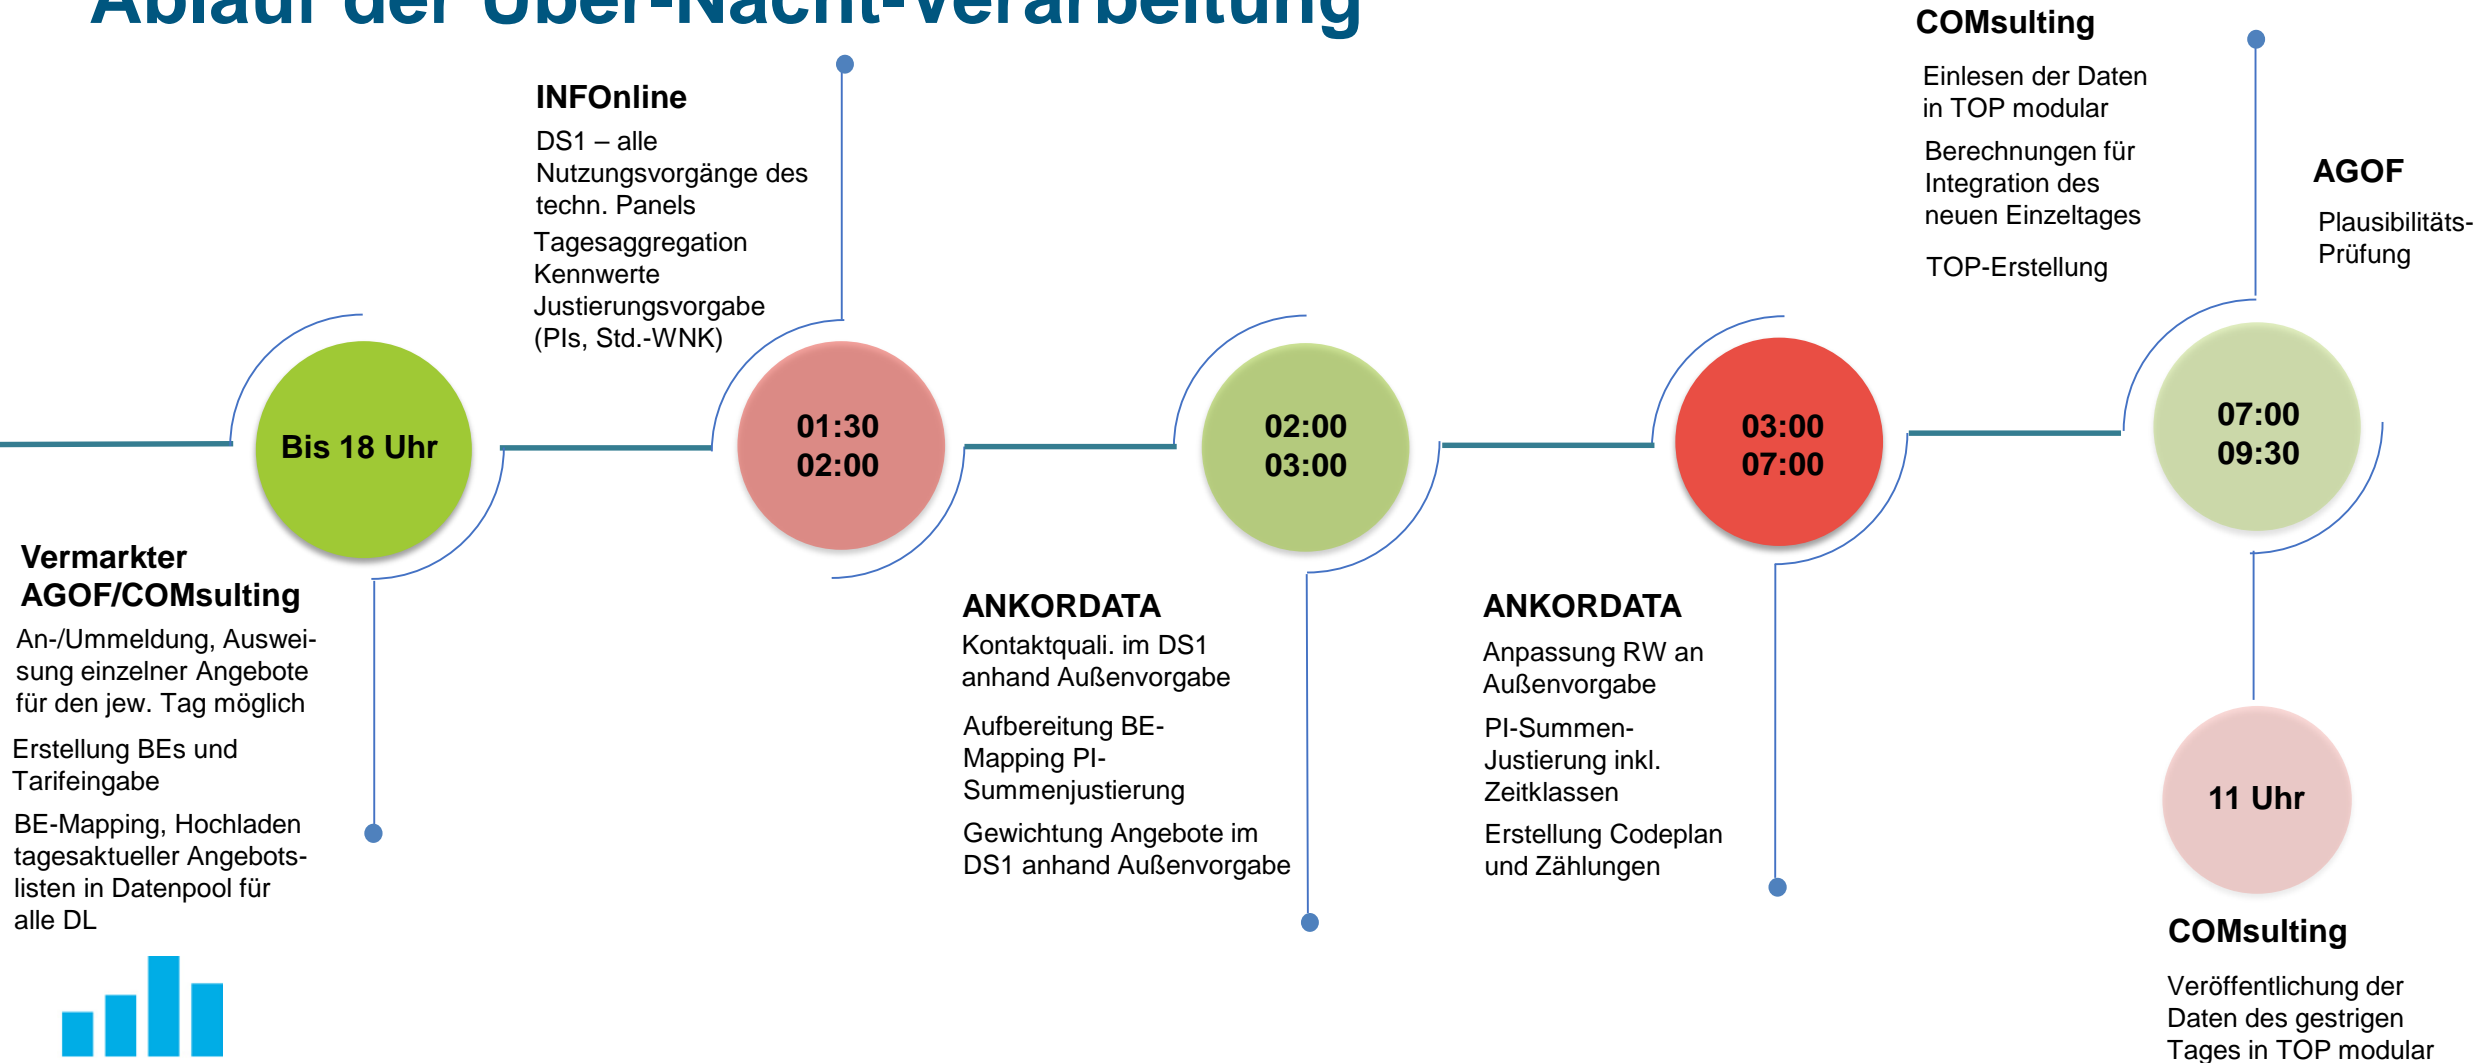 Ablauf der Über-Nacht-Verarbeitung
Bis 18 Uhr
Vermarkter
AGOF/COMsulting
An-/Ummeldung, Auswei-
sung einzelner Angebote
für den jew. Tag möglich
Erstellung BEs und
Tarifeingabe
BE-Mapping, Hochladen
tagesaktueller Angebots-
listen in Datenpool für
alle DL
INFOnline
DS1 – alle
Nutzungsvorgänge des
techn. Panels
Tagesaggregation
Kennwerte
Justierungsvorgabe
(PIs, Std.-WNK)
01:30
02:00
02:00
03:00
ANKORDATA
Kontaktquali. im DS1
anhand Außenvorgabe
Aufbereitung BE-
Mapping PI-
Summenjustierung
Gewichtung Angebote im
DS1 anhand Außenvorgabe
03:00
07:00
ANKORDATA
Anpassung RW an
Außenvorgabe
PI-Summen-
Justierung inkl.
Zeitklassen
Erstellung Codeplan
und Zählungen
COMsulting
Einlesen der Daten
in TOP modular
Berechnungen für
Integration des
neuen Einzeltages
TOP-Erstellung
AGOF
Plausibilitäts-
Prüfung
07:00
09:30
11 Uhr
COMsulting
Veröffentlichung der
Daten des gestrigen
Tages in TOP modular